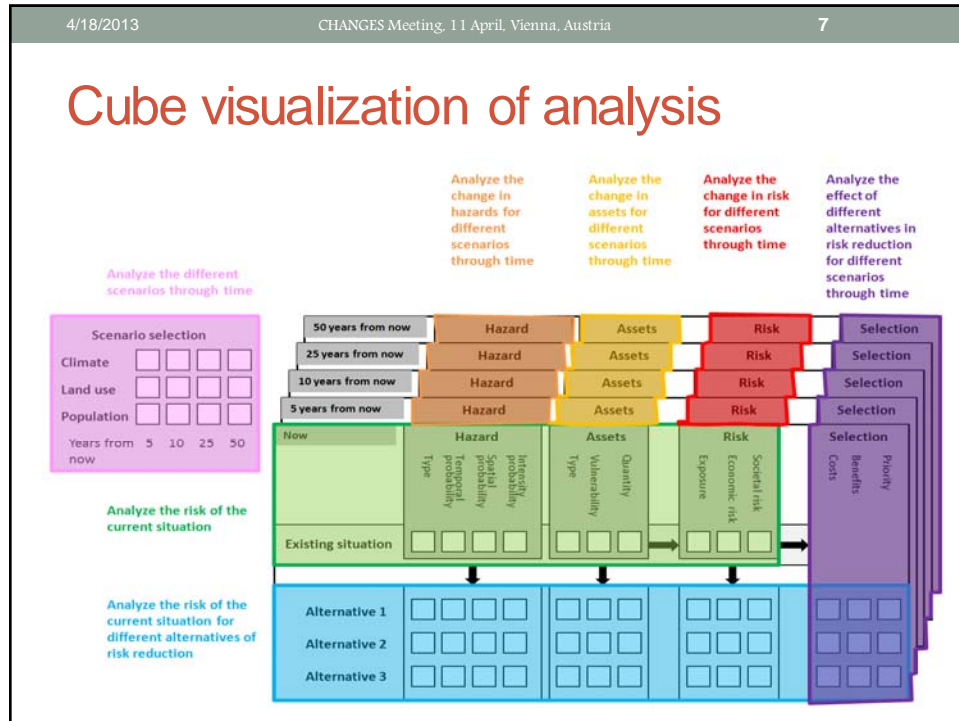 4/18/2013 CHANGES Meeting, 11 April, Vienna, Austria 7
Cube visualization of analysis
Analyze the
change in
hazards for
different
scenarios
through time
Analyze the
change in
assets for
different
scenarios
through time
Analyze the
change in risk
for different
scenarios
through time
Analyze the
effect of
different
alternatives in
risk reduction
for different
scenarios
through time
Analyze the different
scenarios through time
Scenario selection
Climate
Land use
Population
Years from 5 10 25 50
now
50 years from now Hazard Assets Risk Selection
25 years from now Hazard Assets Risk Selection
10 years from now Hazard Assets Risk Selection
5 years from now Hazard Assets Risk Selection
Now Hazard Assets Risk Selection
Type
Temporal
probability
Spatial
probability
Intensity
probability
Type
Vulnerability
Quantity
Exposure
Economic risk
Societal risk
Costs
Benefits
Priority
Analyze the risk of the
current situation
Existing situation
Analyze the risk of the
current situation for
different alternatives of
risk reduction
Alternative 1
Alternative 2
Alternative 3